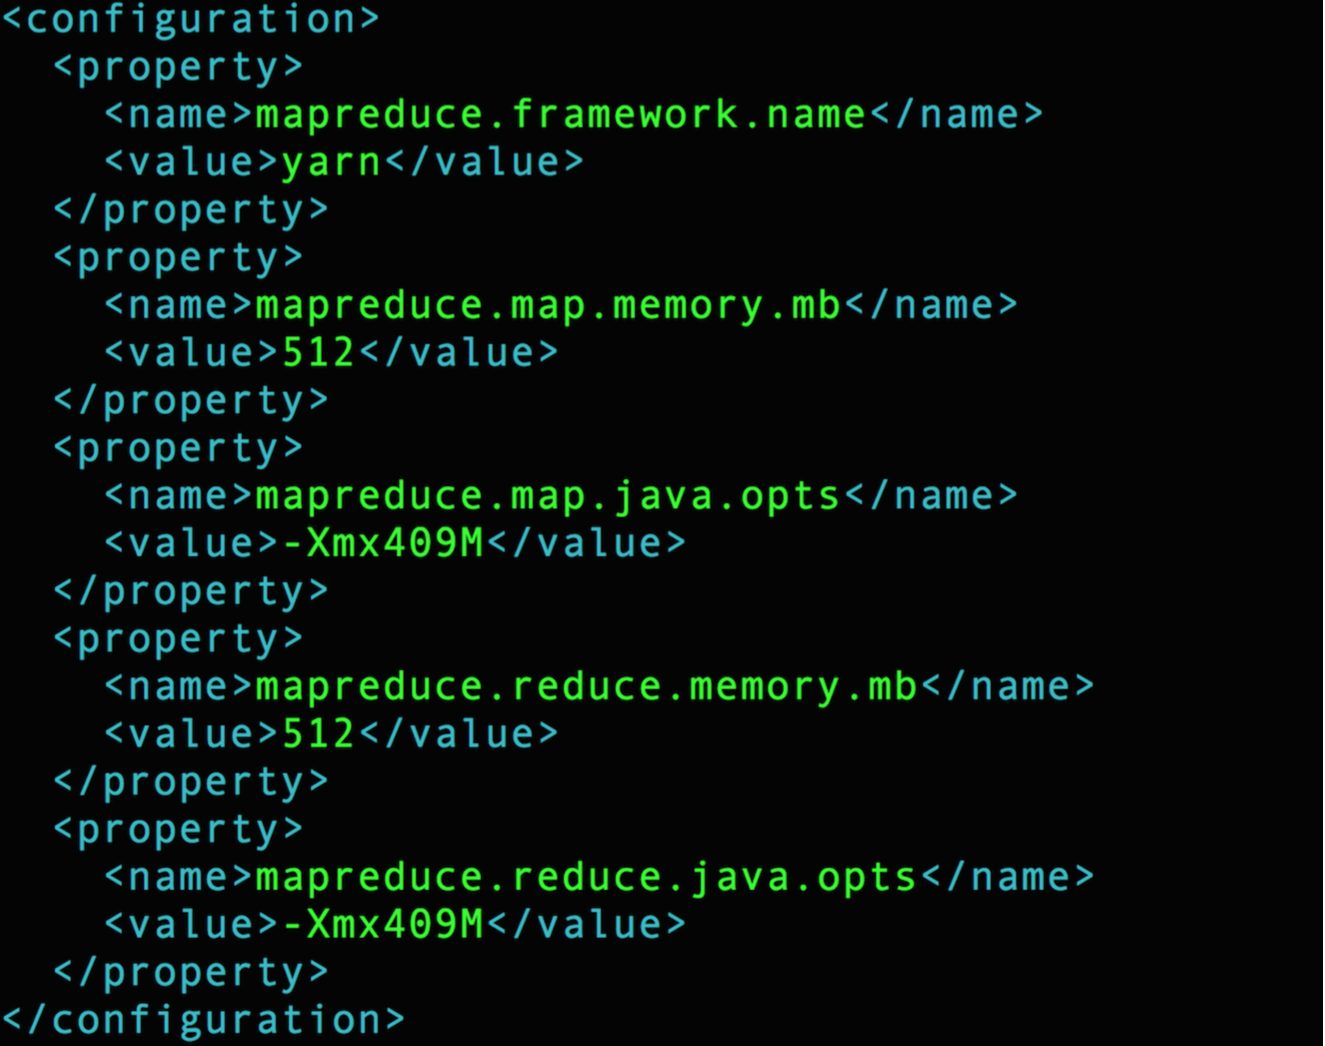 <configuration>
  <property>
    <name>mapreduce.framework.name</name>
    <value>yarn</value>
  </property>
  <property>
    <name>mapreduce.map.memory.mb</name>
    <value>512</value>
  </property>
  <property>
    <name>mapreduce.map.java.opts</name>
    <value>-Xmx409M</value>
  </property>
  <property>
    <name>mapreduce.reduce.memory.mb</name>
    <value>512</value>
  </property>
  <property>
    <name>mapreduce.reduce.java.opts</name>
    <value>-Xmx409M</value>
  </property>
</configuration>